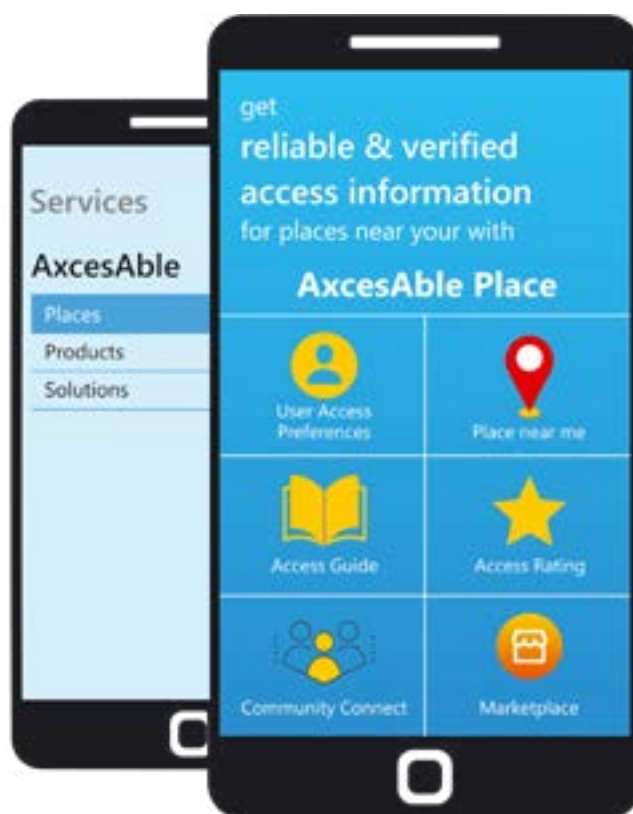 Services
AxcesAble
Places
Products
Solutions
get
reliable & verified
access information
for places near your with
AxcesAble Place
User Access
Preferences
Place near me
Access Guide
Access Rating
Community Connect
Marketplace